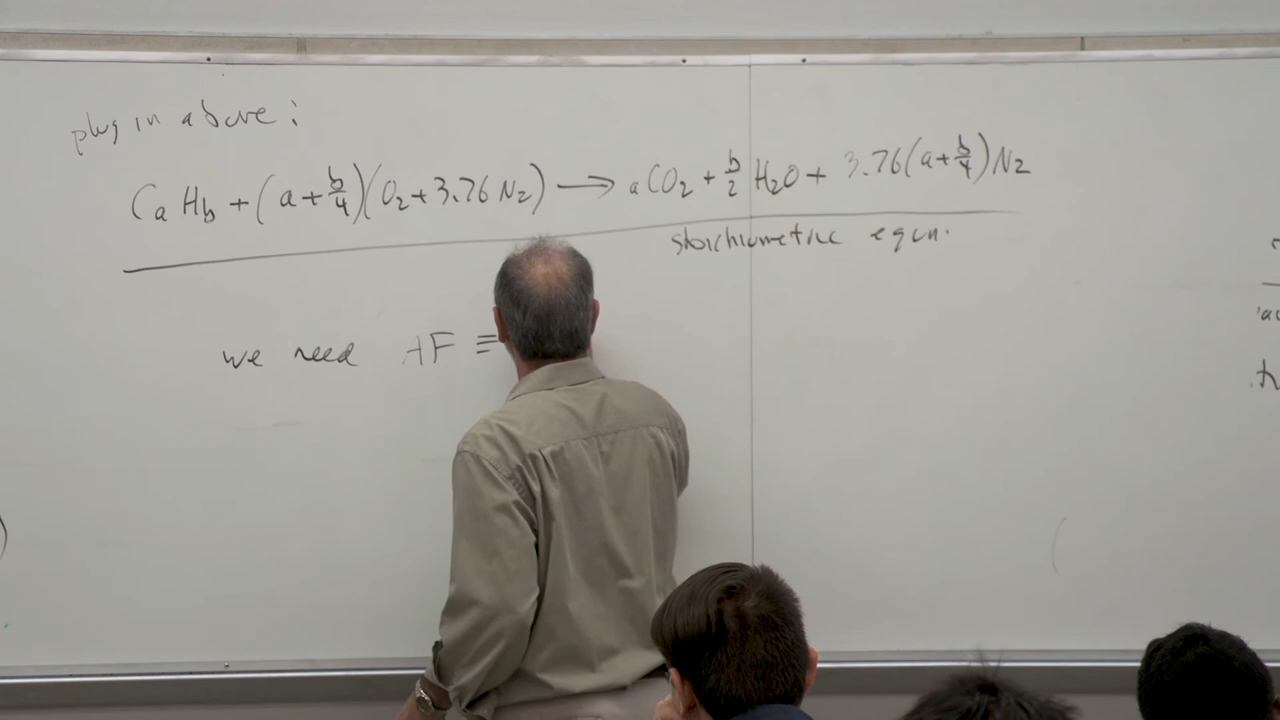 plug in above:
CaHb + (a + b/4)(O2 + 3.76 N2) → a CO2 + b/2 H2O + 3.76(a + b/4) N2
stoichiometric eqcn.
we need AF ≡